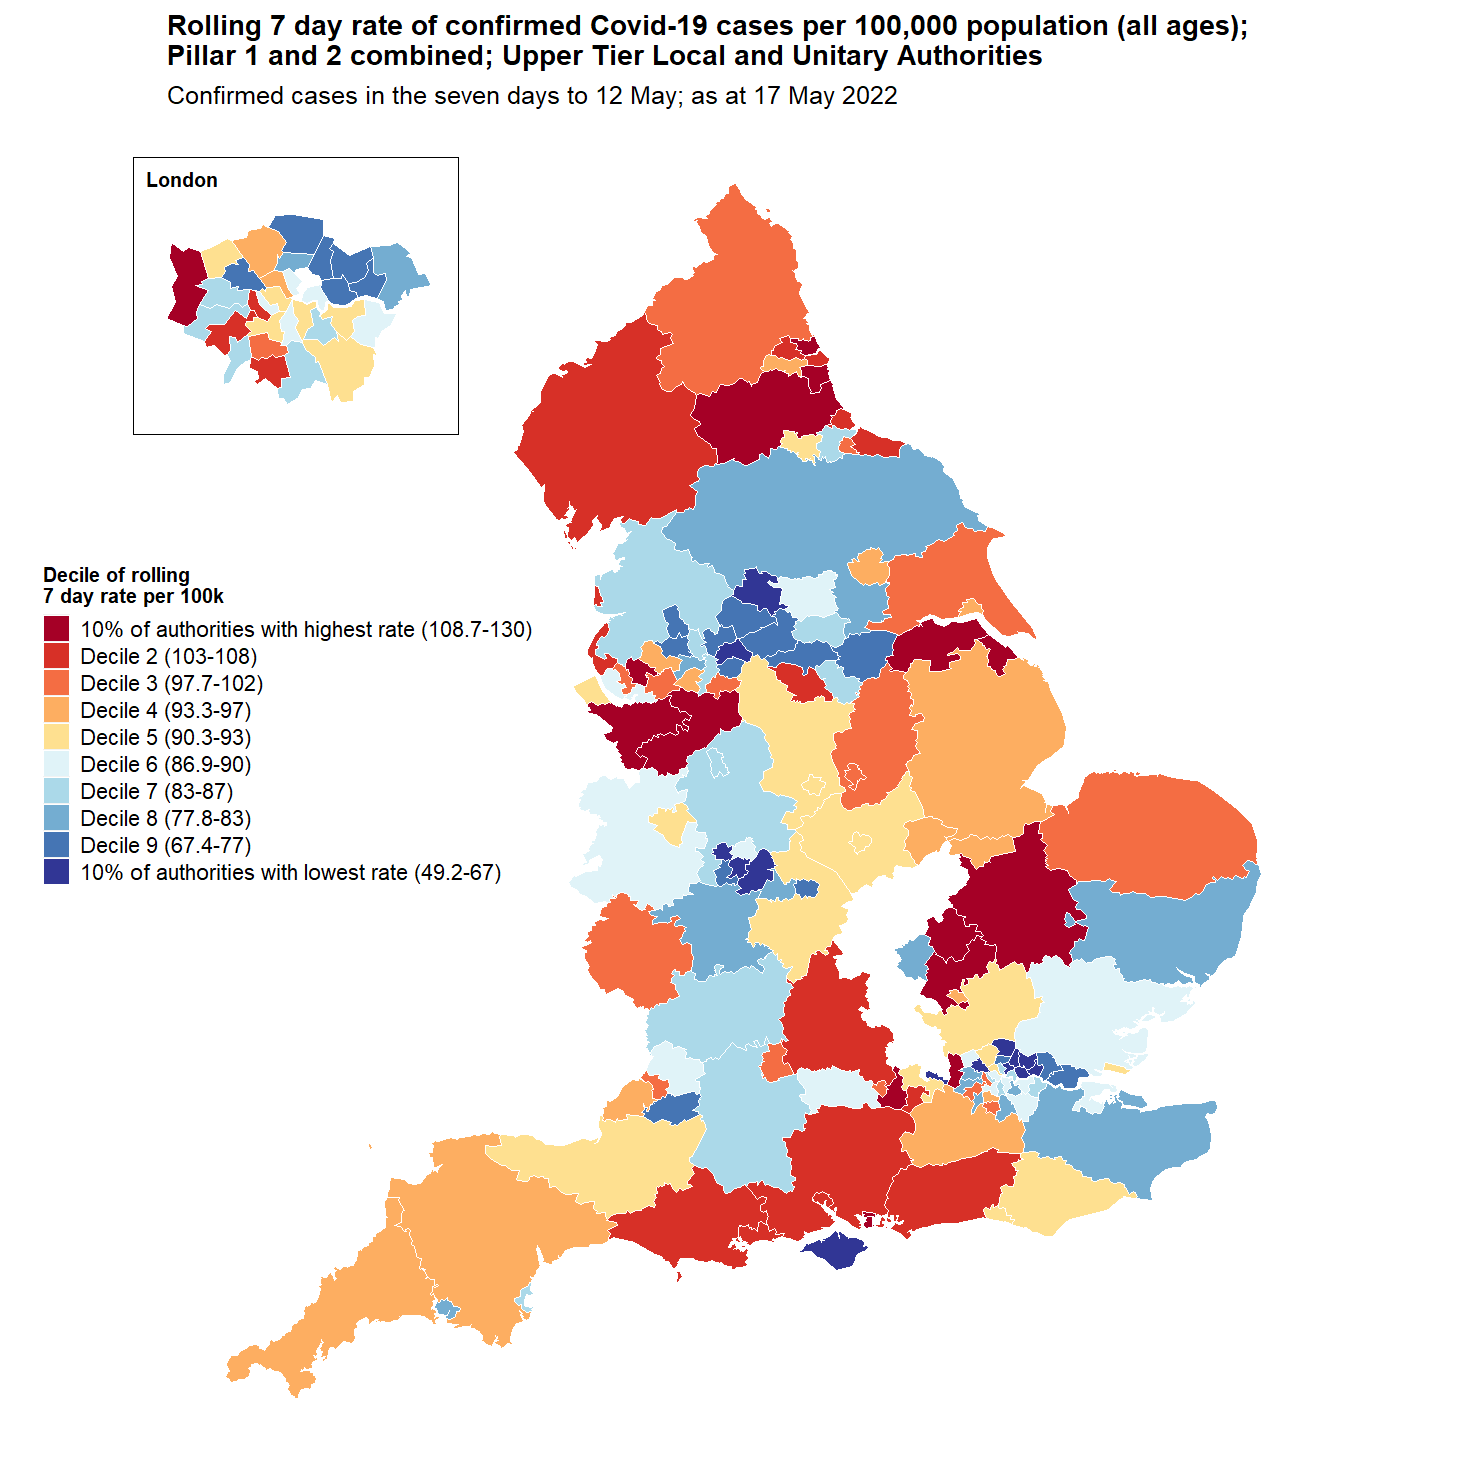 Rolling 7 day rate of confirmed Covid-19 cases per 100,000 population (all ages);
Pillar 1 and 2 combined; Upper Tier Local and Unitary Authorities
Confirmed cases in the seven days to 12 May; as at 17 May 2022
London
Decile of rolling
7 day rate per 100k
10% of authorities with highest rate (108.7-130)
Decile 2 (103-108)
Decile 3 (97.7-102)
Decile 4 (93.3-97)
Decile 5 (90.3-93)
Decile 6 (86.9-90)
Decile 7 (83-87)
Decile 8 (77.8-83)
Decile 9 (67.4-77)
10% of authorities with lowest rate (49.2-67)